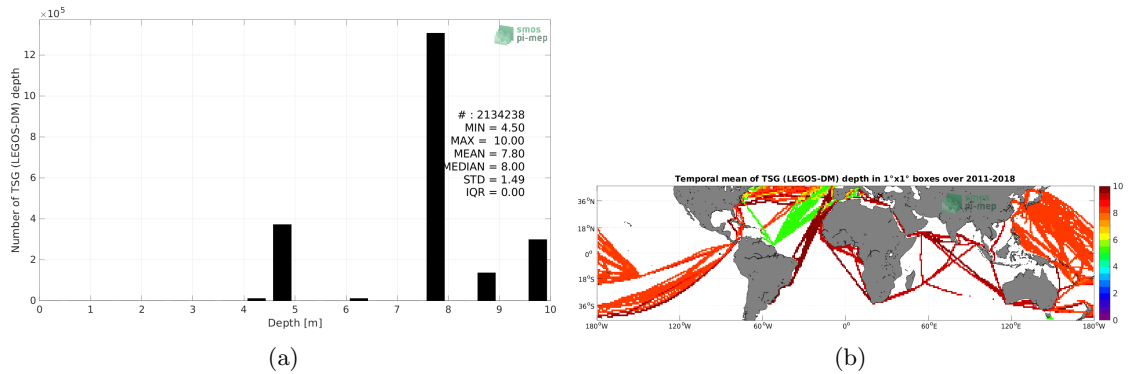 ×10⁵
smos
pi-mep
12
10
8
6
4
2
0
Number of TSG (LEGOS-DM) depth
# : 2134238
MIN = 4.50
MAX = 10.00
MEAN = 7.80
MEDIAN = 8.00
STD = 1.49
IQR = 0.00
0 1 2 3 4 5 6 7 8 9 10
Depth [m]
(a)
Temporal mean of TSG (LEGOS-DM) depth in 1°x1° boxes over 2011-2018
smos
pi-mep
36°N
18°N
0°
18°S
36°S
180°W 120°W 60°W 0° 60°E 120°E 180°W
10
8
6
4
2
0
(b)